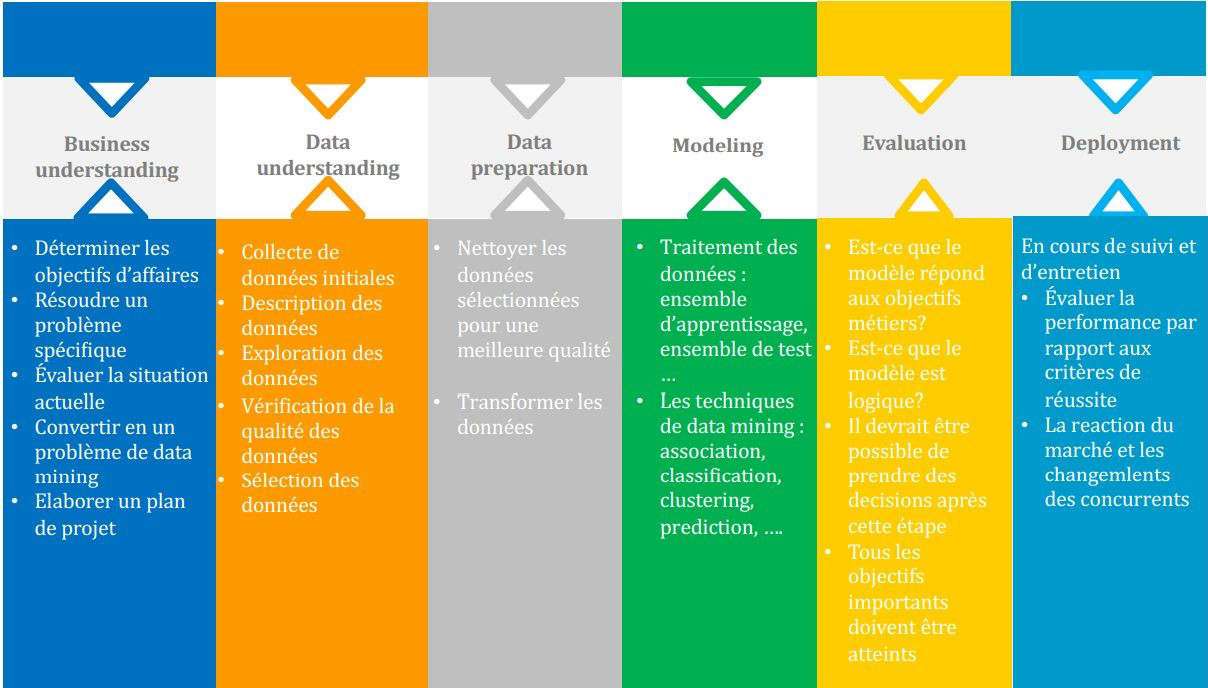 Business
understanding
Data
understanding
Data
preparation
Modeling
Evaluation
Deployment
• Déterminer les
objectifs d’affaires
• Résoudre un
problème
spécifique
• Évaluer la situation
actuelle
• Convertir en un
problème de data
mining
• Elaborer un plan
de projet
• Collecte de
données initiales
• Description des
données
• Exploration des
données
• Vérification de la
qualité des
données
• Sélection des
données
• Nettoyer les
données
sélectionnées
pour une
meilleure qualité
• Transformer les
données
• Traitement des
données :
ensemble
d’apprentissage,
ensemble de test
…
• Les techniques
de data mining :
association,
classification,
clustering,
prediction, ….
• Est-ce que le
modèle répond
aux objectifs
métiers?
• Est-ce que le
modèle est
logique?
• Il devrait être
possible de
prendre des
decisions après
cette étape
• Tous les
objectifs
importants
doivent être
atteints
En cours de suivi et
d’entretien
• Évaluer la
performance par
rapport aux
critères de
réussite
• La reaction du
marché et les
changemlents
des concurrents